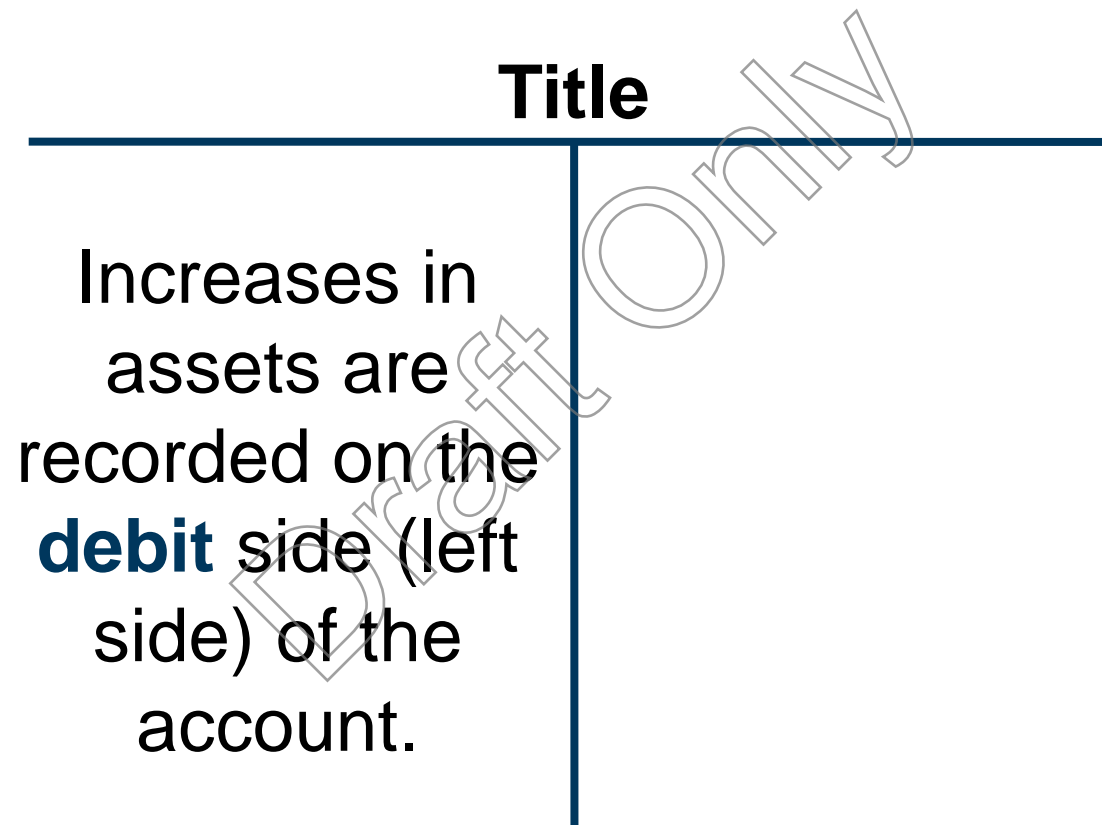 Title
Increases in
assets are
recorded on the
debit side (left
side) of the
account.
Draft Only